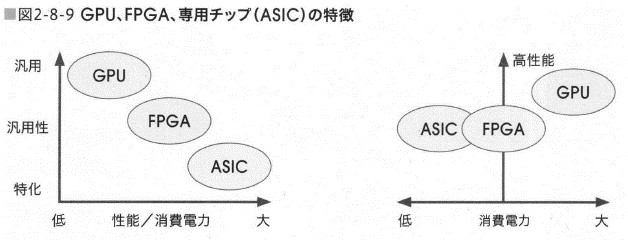 ■図2-8-9 GPU、FPGA、専用チップ(ASIC)の特徴
汎用
汎用性
特化
GPU
FPGA
ASIC
低 性能/消費電力 大
高性能
GPU
ASIC FPGA
低 消費電力 大